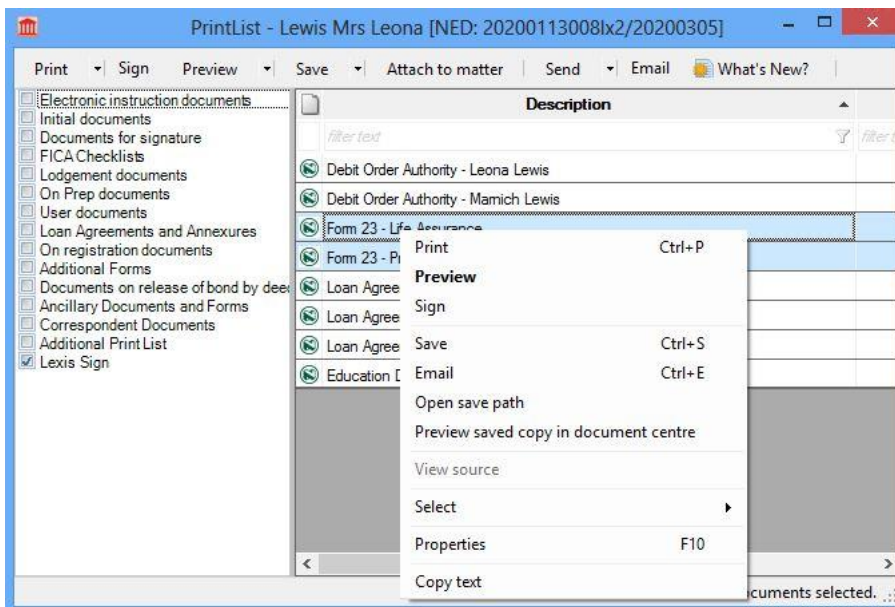 PrintList - Lewis Mrs Leona [NED: 20200113008lx2/20200305]
Print Sign Preview Save Attach to matter Send Email What's New?
Electronic instruction documents
Initial documents
Documents for signature
FICA Checklists
Lodgement documents
On Prep documents
User documents
Loan Agreements and Annexures
On registration documents
Additional Forms
Documents on release of bond by deed
Ancillary Documents and Forms
Correspondent Documents
Additional Print List
Lexis Sign
Description
filter text
Debit Order Authority - Leona Lewis
Debit Order Authority - Mamich Lewis
Form 23 - Life Assurance
Form 23 - P
Loan Agree
Loan Agree
Loan Agree
Education
Print Ctrl+P
Preview
Sign
Save Ctrl+S
Email Ctrl+E
Open save path
Preview saved copy in document centre
View source
Select
Properties F10
Copy text
cuments selected.